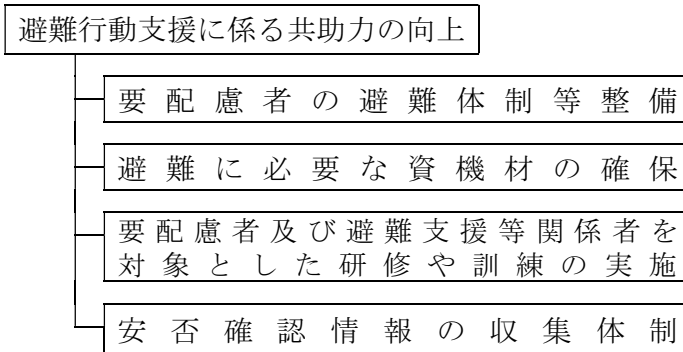 避難行動支援に係る共助力の向上
要配慮者の避難体制等整備
避難に必要な資機材の確保
要配慮者及び避難支援等関係者を
対象とした研修や訓練の実施
安否確認情報の収集体制